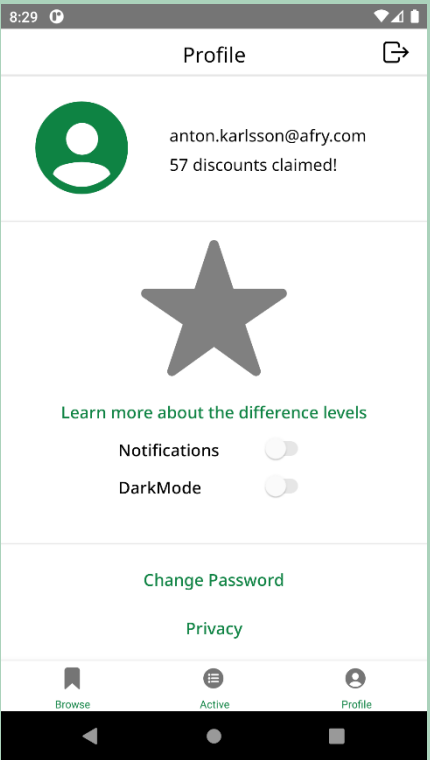 8:29
Profile
anton.karlsson@afry.com
57 discounts claimed!
Learn more about the difference levels
Notifications
DarkMode
Change Password
Privacy
Browse Active Profile